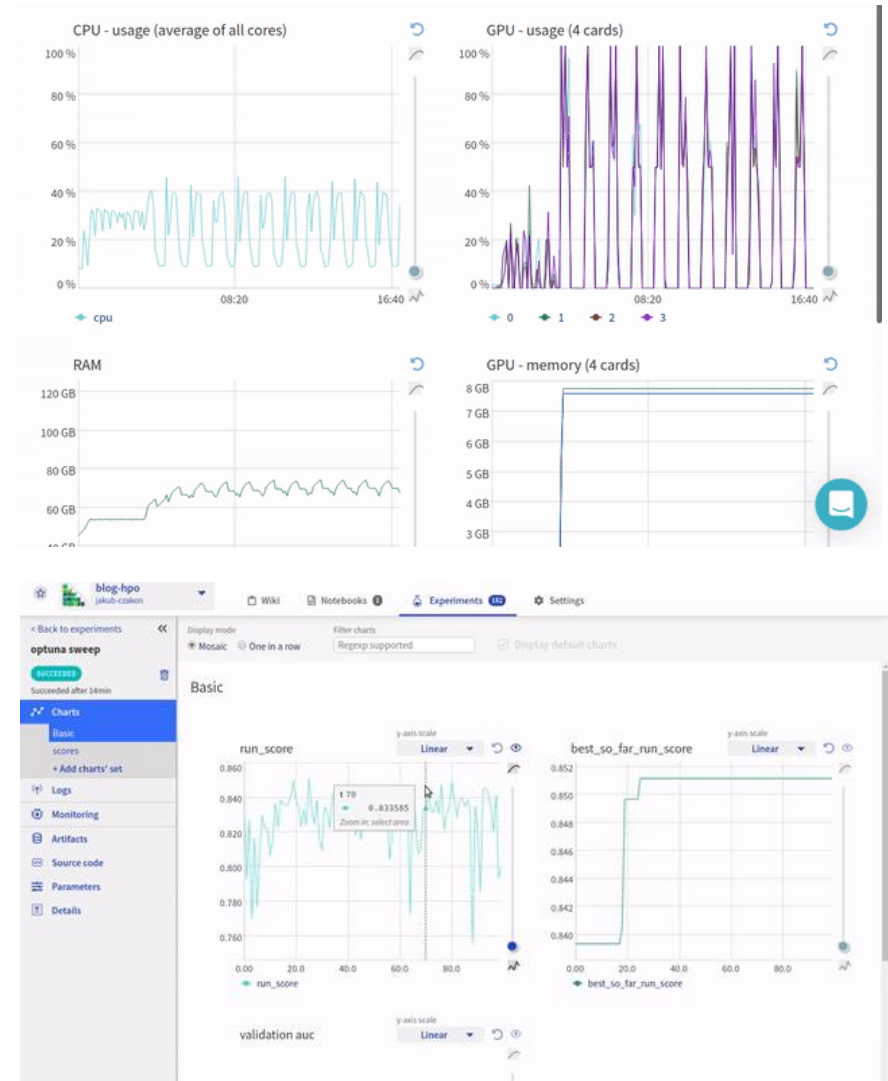 CPU - usage (average of all cores)
100 %
80 %
60 %
40 %
20 %
0 %
08:20
16:40
cpu
GPU - usage (4 cards)
100 %
80 %
60 %
40 %
20 %
0 %
08:20
16:40
0
1
2
3
RAM
120 GB
100 GB
80 GB
60 GB
40 GB
GPU - memory (4 cards)
8 GB
7 GB
6 GB
5 GB
4 GB
3 GB
blog-hpo
jakub-czakon
Wiki
Notebooks
Experiments 182
Settings
< Back to experiments
optuna sweep
SUCCEEDED
Succeeded after 14min
Charts
Basic
scores
+ Add charts' set
Logs
Monitoring
Artifacts
Source code
Parameters
Details
Display mode
Mosaic
One in a row
Filter charts
Regexp supported
Display default charts
Basic
run_score
y-axis scale
Linear
0.860
0.840
0.820
0.800
0.780
0.760
t 70
0.833585
Zoom in: select area
0.00
20.0
40.0
60.0
80.0
run_score
best_so_far_run_score
y-axis scale
Linear
0.852
0.850
0.848
0.846
0.844
0.842
0.840
0.00
20.0
40.0
60.0
80.0
best_so_far_run_score
validation auc
y-axis scale
Linear